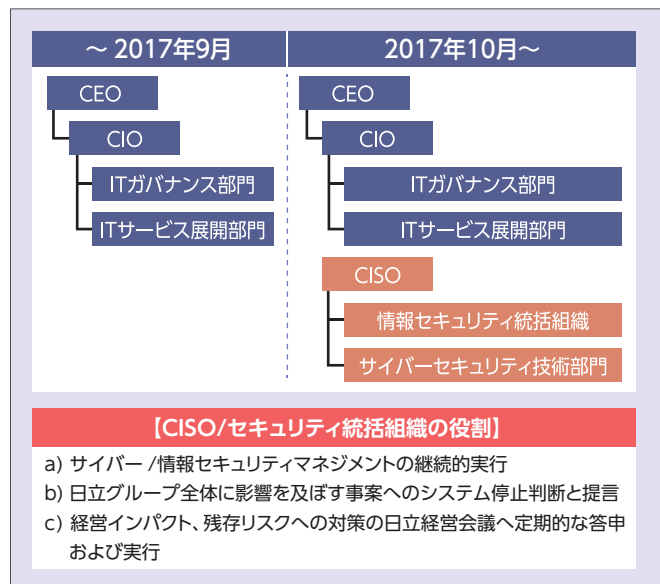 ～ 2017年9月
2017年10月～
CEO
CIO
ITガバナンス部門
ITサービス展開部門
CEO
CIO
ITガバナンス部門
ITサービス展開部門
CISO
情報セキュリティ統括組織
サイバーセキュリティ技術部門
【CISO/セキュリティ統括組織の役割】
a) サイバー /情報セキュリティマネジメントの継続的実行
b) 日立グループ全体に影響を及ぼす事案へのシステム停止判断と提言
c) 経営インパクト、残存リスクへの対策の日立経営会議へ定期的な答申
および実行